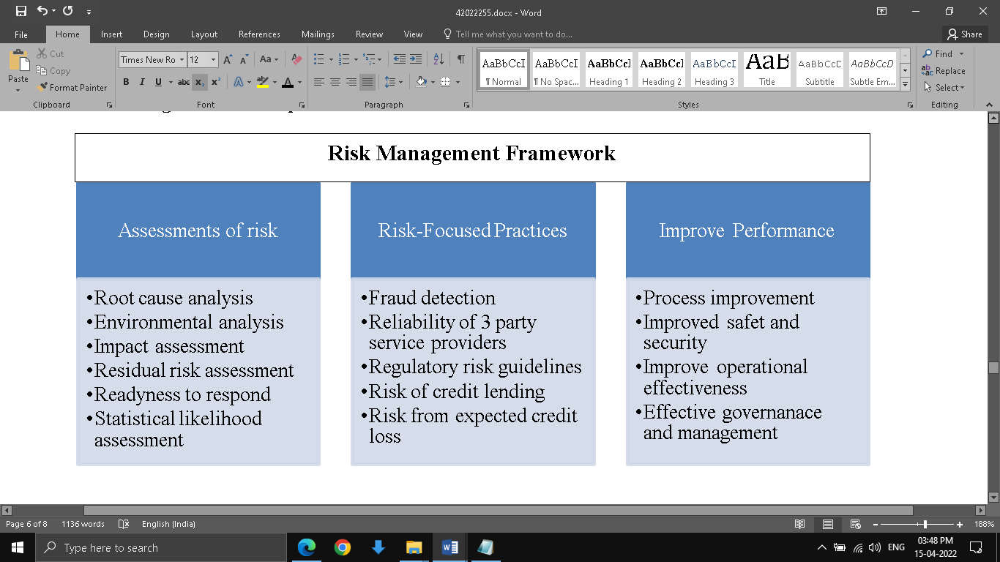 42022255.docx - Word
File Home Insert Design Layout References Mailings Review View Tell me what you want to do... Share
Paste
Cut
Copy
Format Painter
Clipboard
Times New Ro 12
Aa
B I U abc X₂ X² A ab A
Font
Paragraph
AaBbCcI AaBbCcI AaBbCc AaBbCc AaBbCcI AaB AaBbCcD AaBbCcD
¶ Normal ¶ No Spac... Heading 1 Heading 2 Heading 3 Title Subtitle Subtle Em...
Styles
Find
Replace
Select
Editing
Risk Management Framework
Assessments of risk
•Root cause analysis
•Environmental analysis
•Impact assessment
•Residual risk assessment
•Readyness to respond
•Statistical likelihood
assessment
Risk-Focused Practices
•Fraud detection
•Reliability of 3 party
service providers
•Regulatory risk guidelines
•Risk of credit lending
•Risk from expected credit
loss
Improve Performance
•Process improvement
•Improved safet and
security
•Improve operational
effectiveness
•Effective governanace
and management
Page 6 of 8 1136 words English (India) 188%
Type here to search
ENG
03:48 PM
15-04-2022